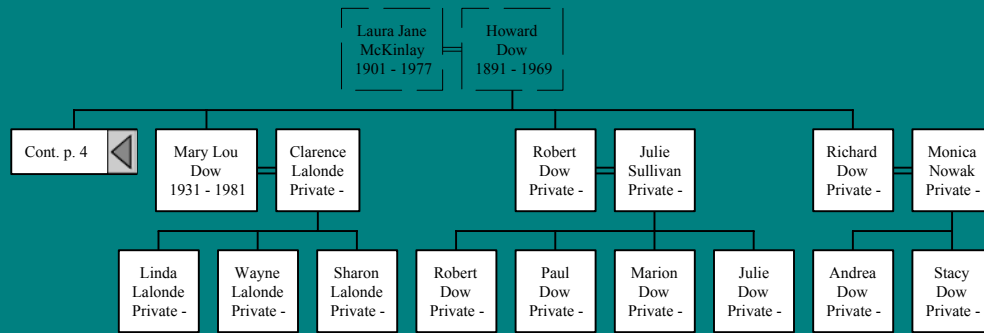 Laura Jane
McKinlay
1901 - 1977
Howard
Dow
1891 - 1969
Cont. p. 4
Mary Lou
Dow
1931 - 1981
Clarence
Lalonde
Private -
Robert
Dow
Private -
Julie
Sullivan
Private -
Richard
Dow
Private -
Monica
Nowak
Private -
Linda
Lalonde
Private -
Wayne
Lalonde
Private -
Sharon
Lalonde
Private -
Robert
Dow
Private -
Paul
Dow
Private -
Marion
Dow
Private -
Julie
Dow
Private -
Andrea
Dow
Private -
Stacy
Dow
Private -